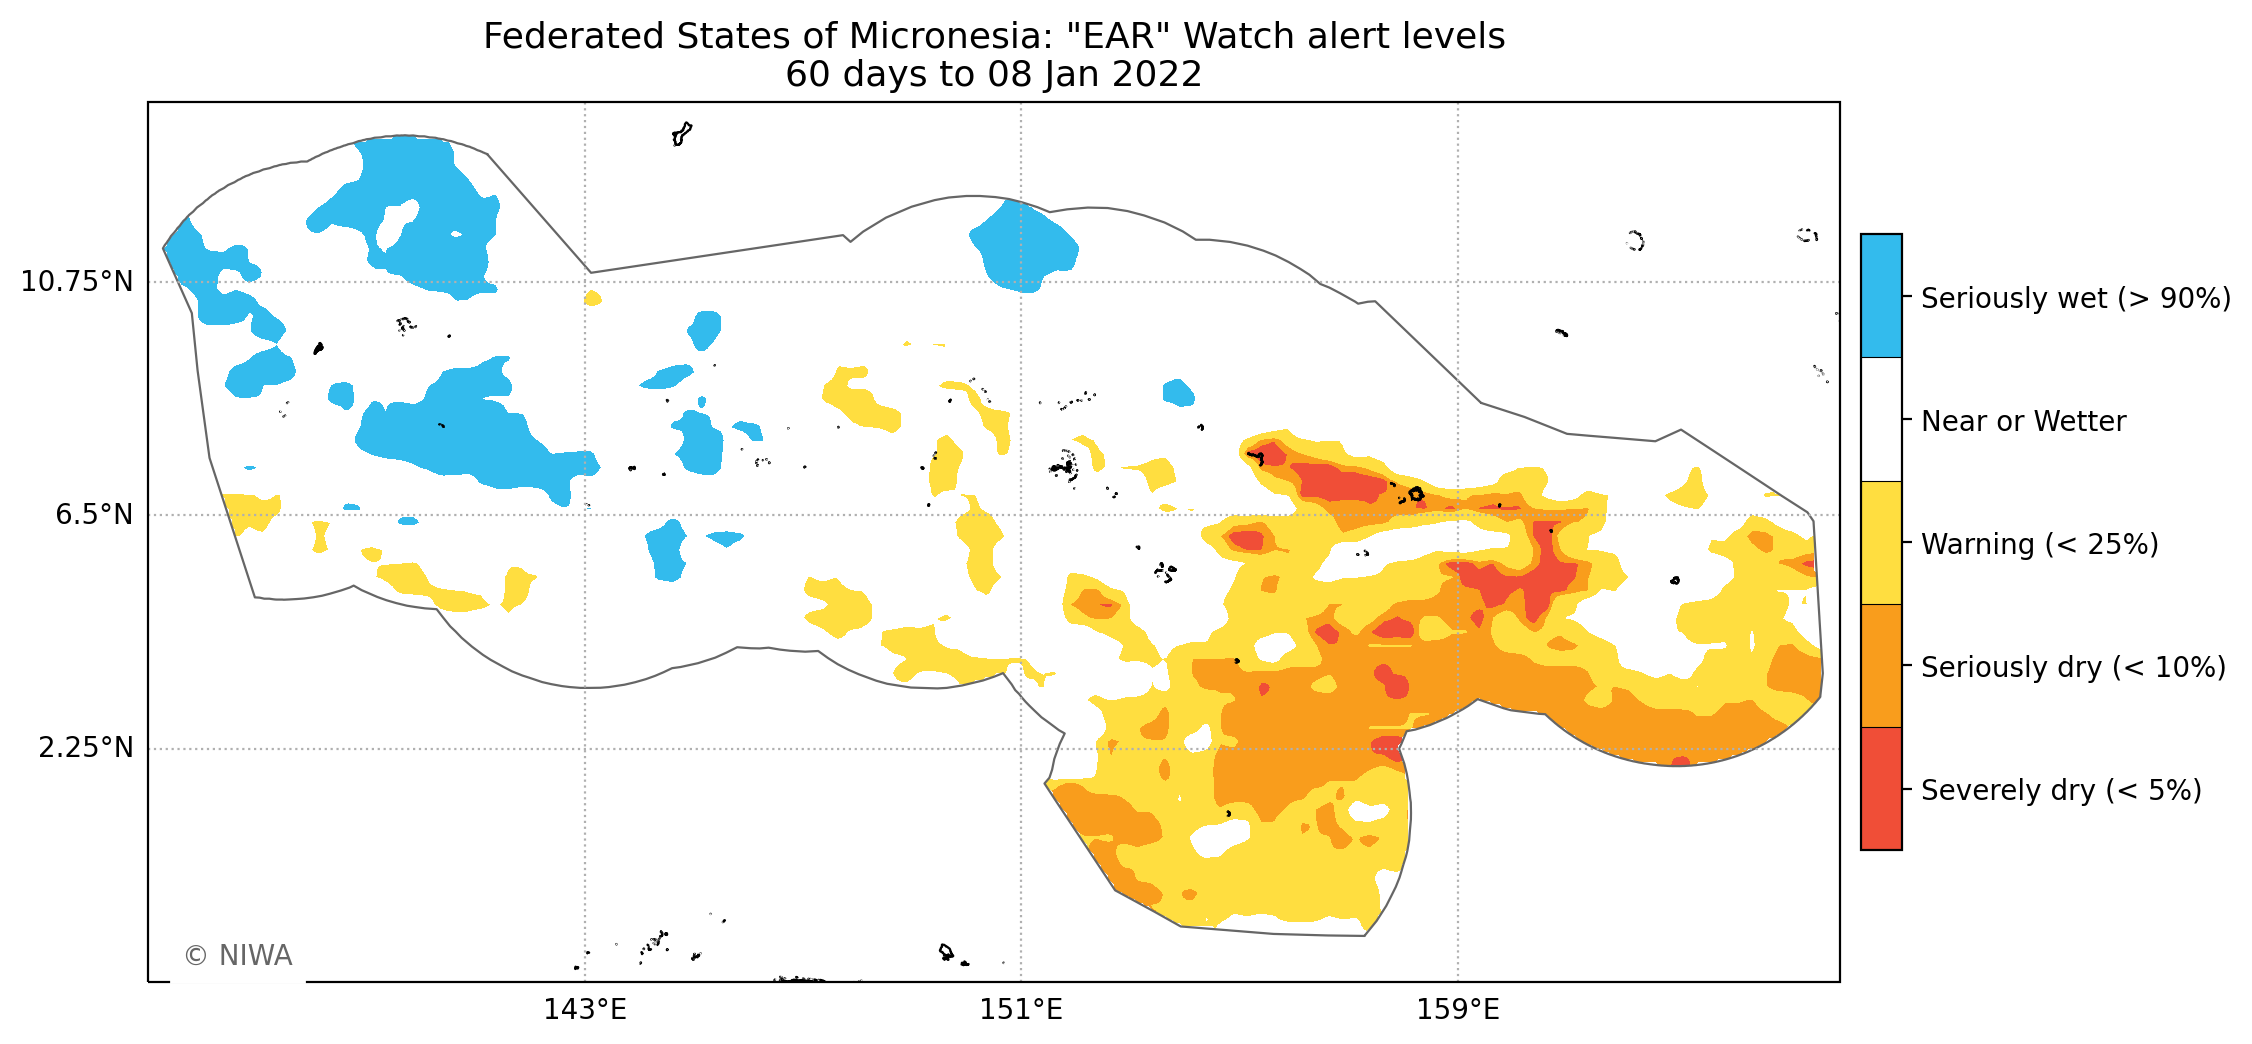 Federated States of Micronesia: "EAR" Watch alert levels
60 days to 08 Jan 2022
10.75°N
6.5°N
2.25°N
143°E
151°E
159°E
© NIWA
Seriously wet (> 90%)
Near or Wetter
Warning (< 25%)
Seriously dry (< 10%)
Severely dry (< 5%)